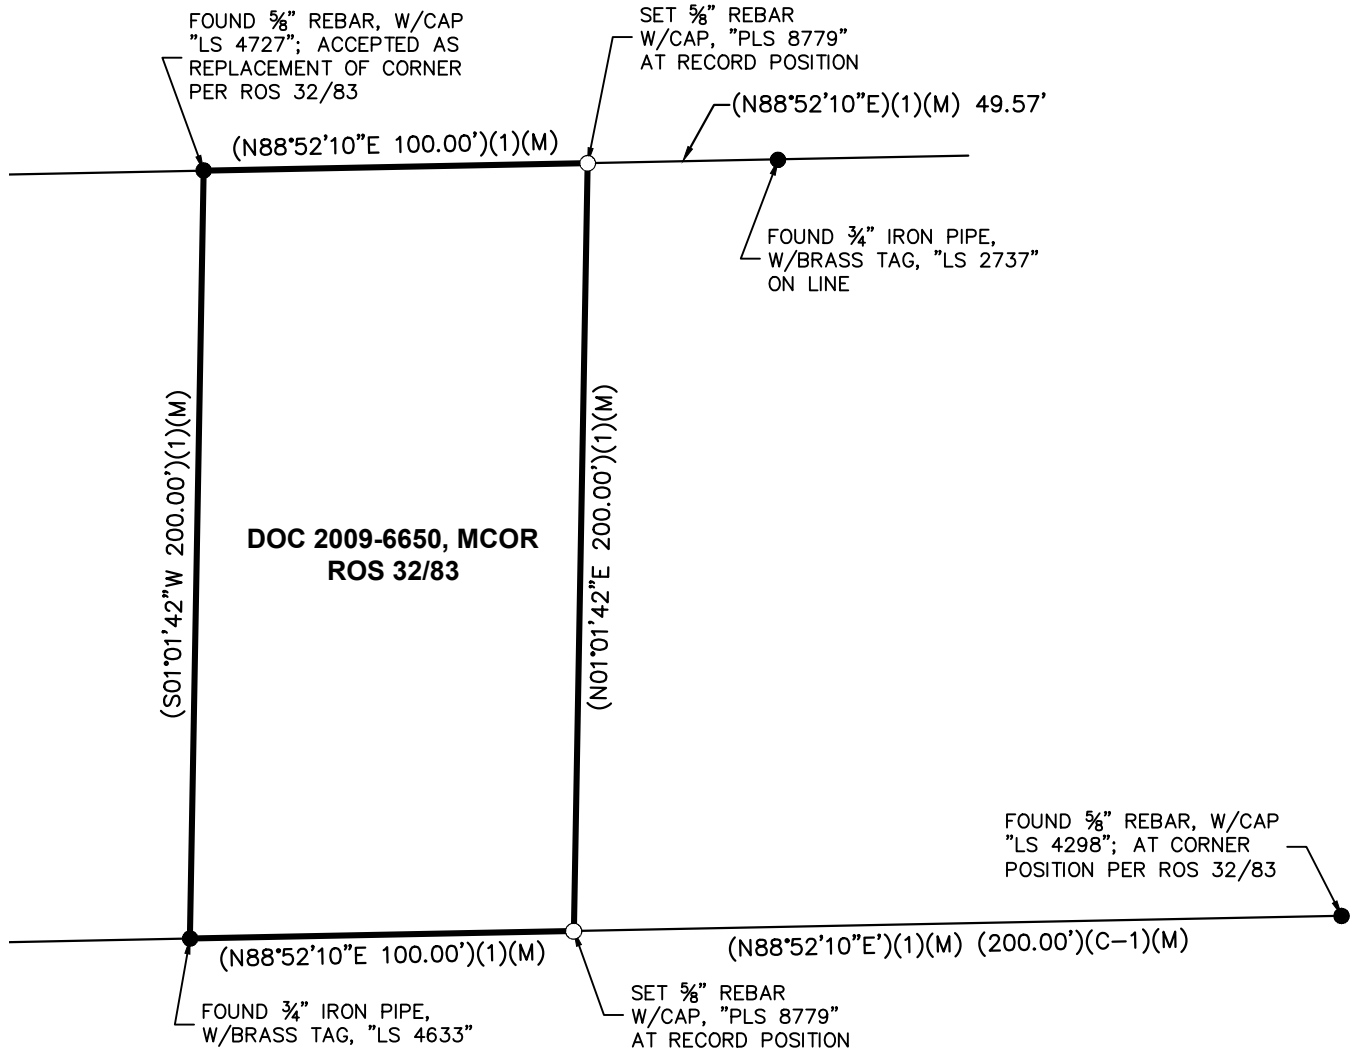 FOUND ⅝" REBAR, W/CAP
"LS 4727"; ACCEPTED AS
REPLACEMENT OF CORNER
PER ROS 32/83
SET ⅝" REBAR
W/CAP, "PLS 8779"
AT RECORD POSITION
(N88°52'10"E)(1)(M) 49.57'
(N88°52'10"E 100.00')(1)(M)
FOUND ¾" IRON PIPE,
W/BRASS TAG, "LS 2737"
ON LINE
(S01°01'42"W 200.00')(1)(M)
DOC 2009-6650, MCOR
ROS 32/83
(N01°01'42"E 200.00')(1)(M)
FOUND ⅝" REBAR, W/CAP
"LS 4298"; AT CORNER
POSITION PER ROS 32/83
(N88°52'10"E 100.00')(1)(M)
(N88°52'10"E')(1)(M) (200.00')(C-1)(M)
FOUND ¾" IRON PIPE,
W/BRASS TAG, "LS 4633"
SET ⅝" REBAR
W/CAP, "PLS 8779"
AT RECORD POSITION